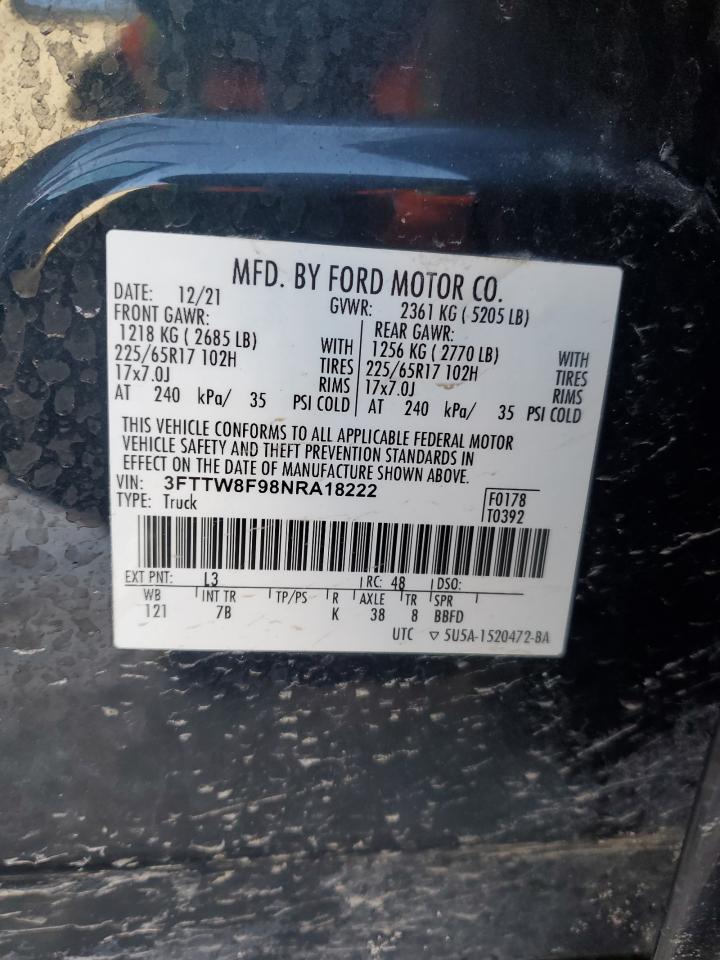 MFD. BY FORD MOTOR CO.
DATE: 12/21 GVWR: 2361 KG ( 5205 LB)
FRONT GAWR: REAR GAWR:
1218 KG ( 2685 LB) WITH 1256 KG ( 2770 LB) WITH
225/65R17 102H TIRES 225/65R17 102H TIRES
17x7.0J RIMS 17x7.0J RIMS
AT 240 kPa/ 35 PSI COLD AT 240 kPa/ 35 PSI COLD
THIS VEHICLE CONFORMS TO ALL APPLICABLE FEDERAL MOTOR
VEHICLE SAFETY AND THEFT PREVENTION STANDARDS IN
EFFECT ON THE DATE OF MANUFACTURE SHOWN ABOVE.
VIN: 3FTTW8F98NRA18222
TYPE: Truck
F0178
T0392
EXT PNT: L3 RC: 48 DSO:
WB INT TR TP/PS R AXLE TR SPR
121 7B K 38 8 BBFD
UTC ▽ 5U5A-1520472-BA